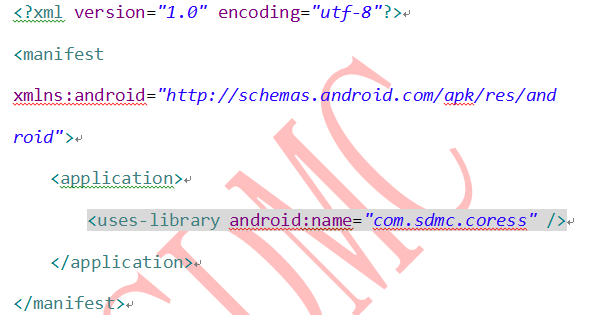 <?xml version="1.0" encoding="utf-8"?>
<manifest
xmlns:android="http://schemas.android.com/apk/res/and
roid">
<application>
<uses-library android:name="com.sdmc.coress" />
</application>
</manifest>
SDMC